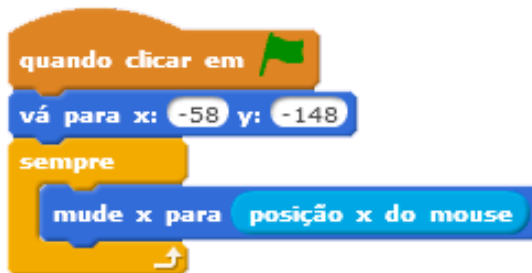 quando clicar em
vá para x: -58 y: -148
sempre
mude x para posição x do mouse